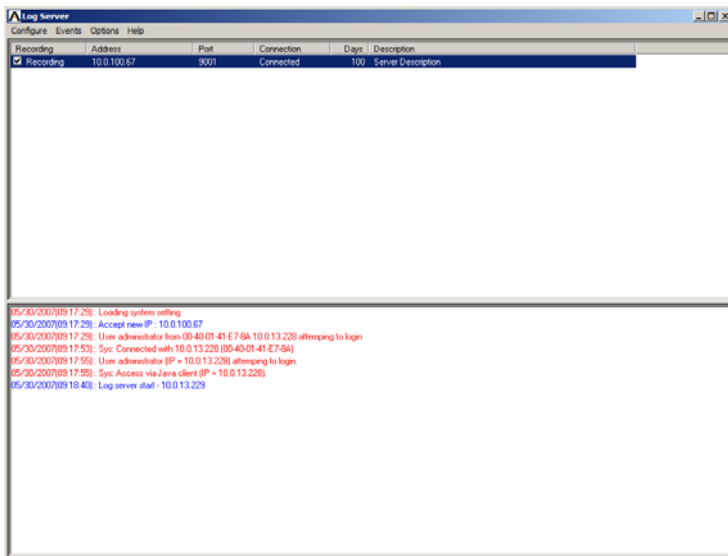 Log Server
Configure Events Options Help
Recording Address Port Connection Days Description
Recording 10.0.100.67 9001 Connected 100 Server Description
05/30/2007(09:17:29) : Loading system setting
05/30/2007(09:17:29) : Accept new IP : 10.0.100.67
05/30/2007(09:17:29) : User administrator from 00-40-01-41-E7-8A 10.0.13.228 attemping to login
05/30/2007(09:17:53) : Sys: Connected with 10.0.13.228 (00-40-01-41-E7-8A)
05/30/2007(09:17:55) : User administrator (IP = 10.0.13.228) attemping to login.
05/30/2007(09:17:55) : Sys: Access via Java client (IP = 10.0.13.228).
05/30/2007(09:18:40) : Log server start - 10.0.13.229